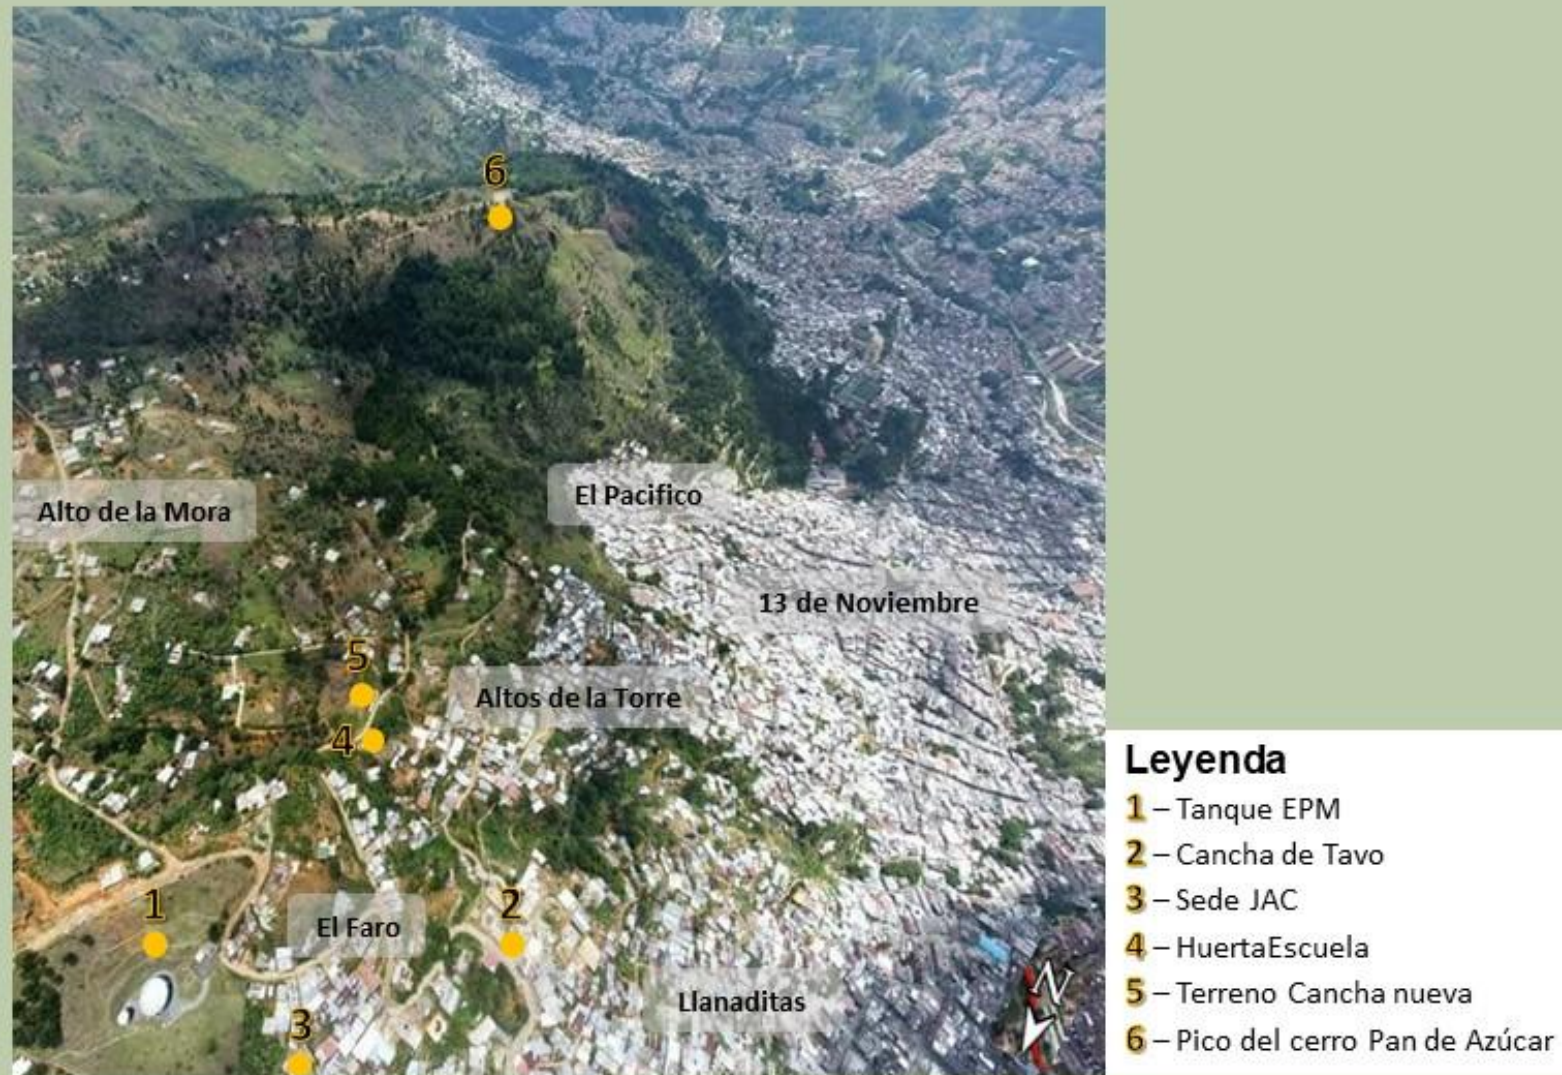 6
Alto de la Mora
El Pacifico
13 de Noviembre
5
Altos de la Torre
4
1
El Faro
2
Llanaditas
3
N
Leyenda
1 – Tanque EPM
2 – Cancha de Tavo
3 – Sede JAC
4 – HuertaEscuela
5 – Terreno Cancha nueva
6 – Pico del cerro Pan de Azúcar